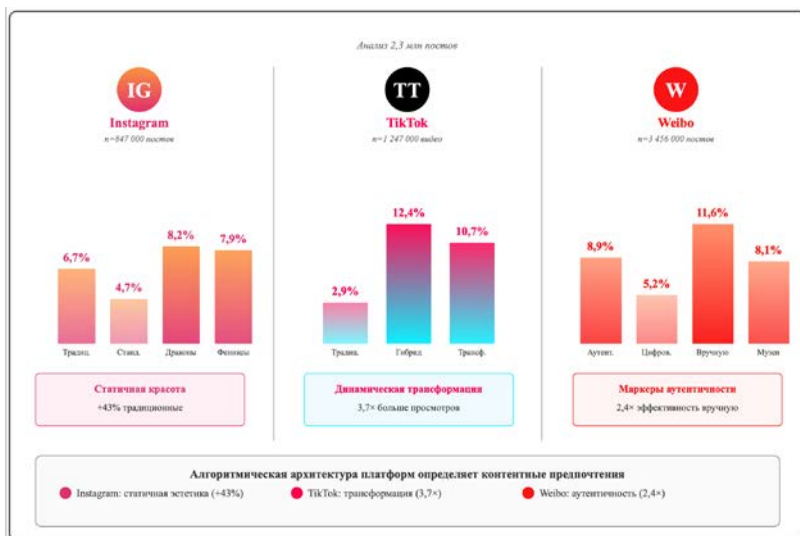 Анализ 2,3 млн постов
IG
Instagram
n=847 000 постов
6,7%
4,7%
8,2%
7,9%
Традиц.
Станд.
Драконы
Фениксы
Статичная красота
+43% традиционные
TT
TikTok
n=1 247 000 видео
2,9%
12,4%
10,7%
Традиц.
Гибрид
Трансф.
Динамическая трансформация
3,7× больше просмотров
W
Weibo
n=3 456 000 постов
8,9%
5,2%
11,6%
8,1%
Аутент.
Цифров.
Вручную
Музеи
Маркеры аутентичности
2,4× эффективность вручную
Алгоритмическая архитектура платформ определяет контентные предпочтения
Instagram: статичная эстетика (+43%) TikTok: трансформация (3,7×) Weibo: аутентичность (2,4×)